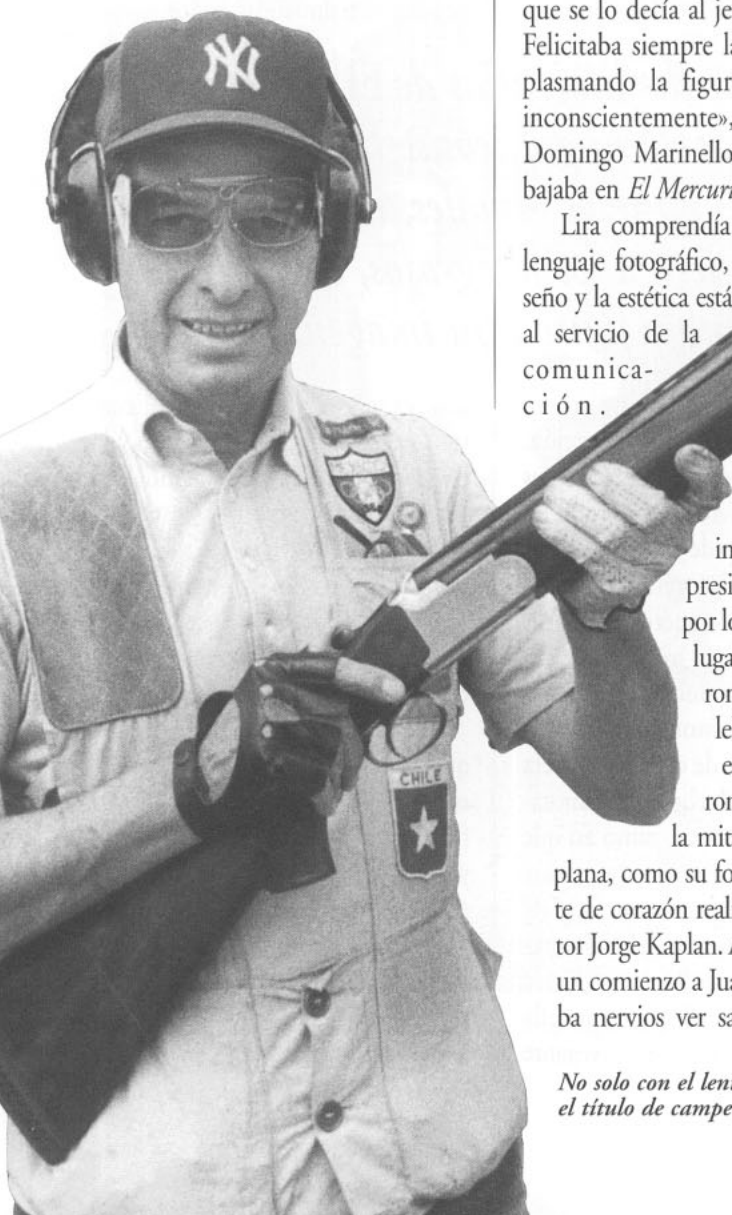 NY
que se lo decía al je
Felicitaba siempre la
plasmando la figur
inconscientemente»,
Domingo Marinello
bajaba en El Mercuri
Lira comprendía
lenguaje fotográfico,
seño y la estética está
al servicio de la
comunica-
ción.
in
presi
por lo
luga
ron
le
e
ron
la mit
plana, como su fo
te de corazón reali
tor Jorge Kaplan. A
un comienzo a Jua
ba nervios ver sa
CHILE
No solo con el lent
el título de campe